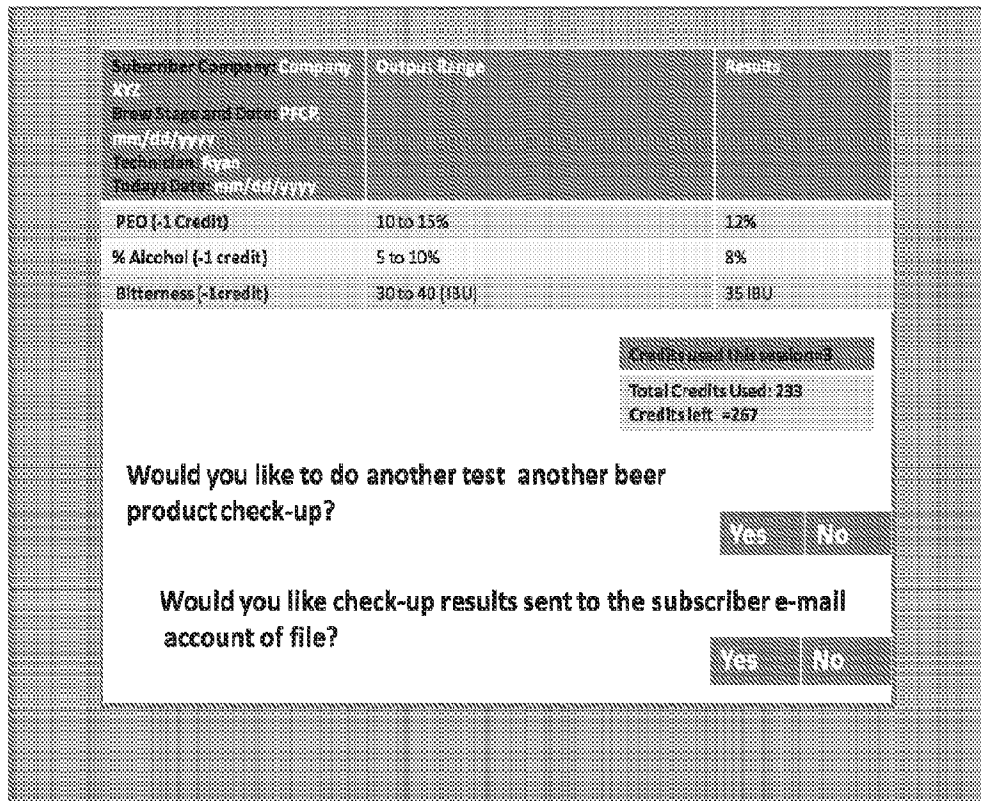 Subscriber Company: Company Output Range Results
XYZ
Brew Stage and Date: PFCP
mm/dd/yyyy
Technician: Ryan
Todays Date: mm/dd/yyyy
PEO (-1 Credit) 10 to 15% 12%
% Alcohol (-1 credit) 5 to 10% 8%
Bitterness (-1credit) 30 to 40 (IBU) 35 IBU
Credits used this session=3
Total Credits Used: 233
Credits left =267
Would you like to do another test another beer
product check-up?
Yes No
Would you like check-up results sent to the subscriber e-mail
account of file?
Yes No